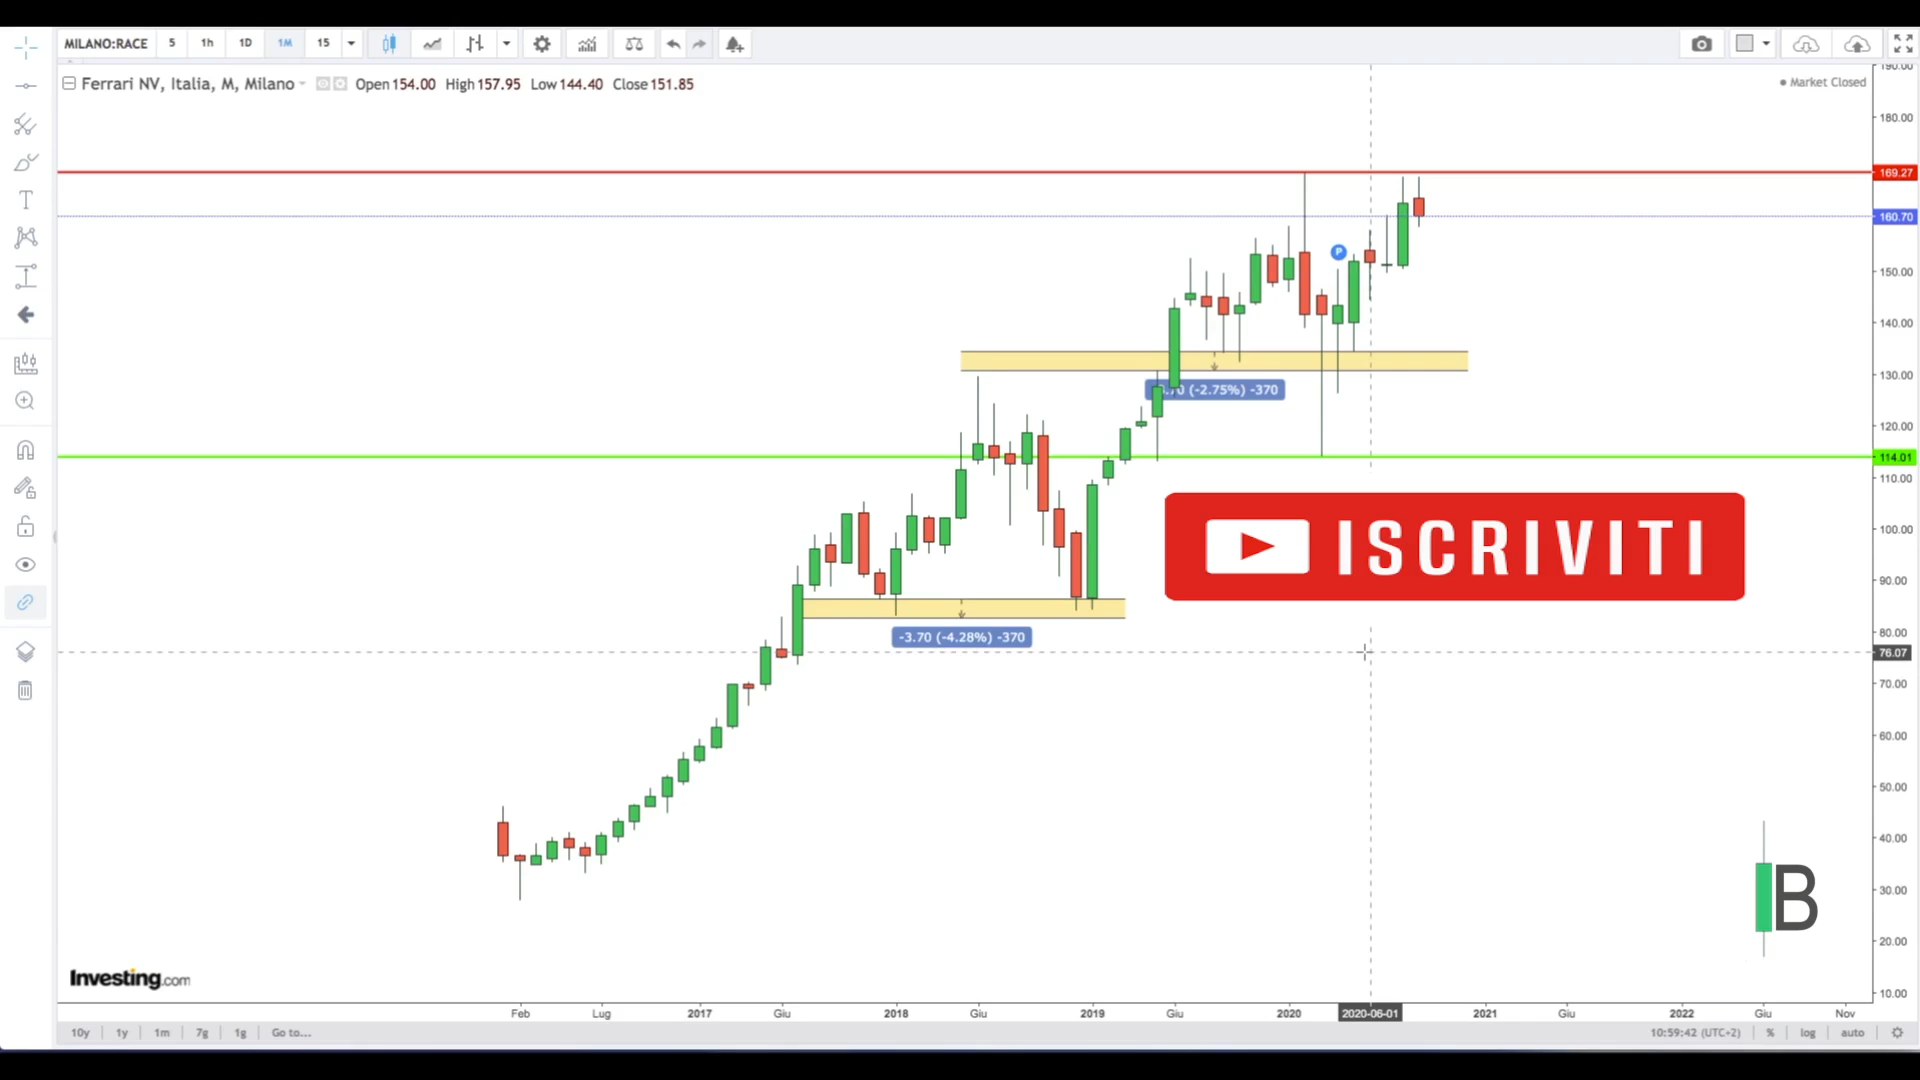 MILANO:RACE 5 1h 1D 1M 15
Ferrari NV, Italia, M, Milano Open 154.00 High 157.95 Low 144.40 Close 151.85
Market Closed
190.00
180.00
169.27
160.70
150.00
140.00
130.00
120.00
114.01
110.00
100.00
90.00
80.00
76.07
70.00
60.00
50.00
40.00
30.00
20.00
10.00
P
(-2.75%) -370
ISCRIVITI
-3.70 (-4.28%) -370
B
Investing.com
Feb Lug 2017 Giu 2018 Giu 2019 Giu 2020 2020-06-01 2021 Giu 2022 Giu Nov
10y 1y 1m 7g 1g Go to... 10:59:42 (UTC+2) % log auto